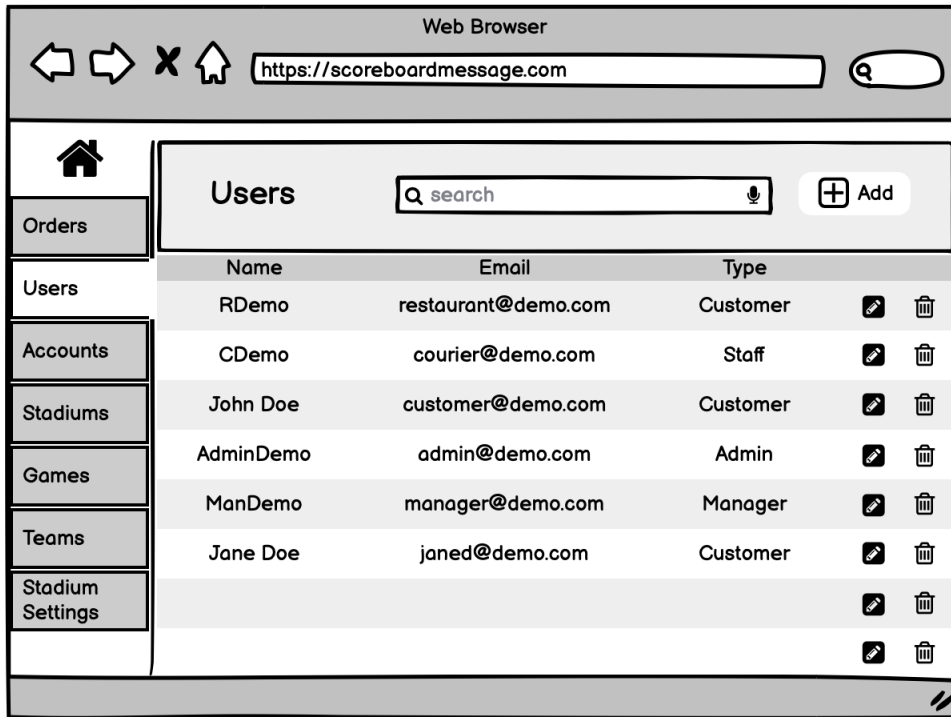 Web Browser
https://scoreboardmessage.com
Orders
Users
Accounts
Stadiums
Games
Teams
Stadium
Settings
Users
search
Add
Name Email Type
RDemo restaurant@demo.com Customer
CDemo courier@demo.com Staff
John Doe customer@demo.com Customer
AdminDemo admin@demo.com Admin
ManDemo manager@demo.com Manager
Jane Doe janed@demo.com Customer